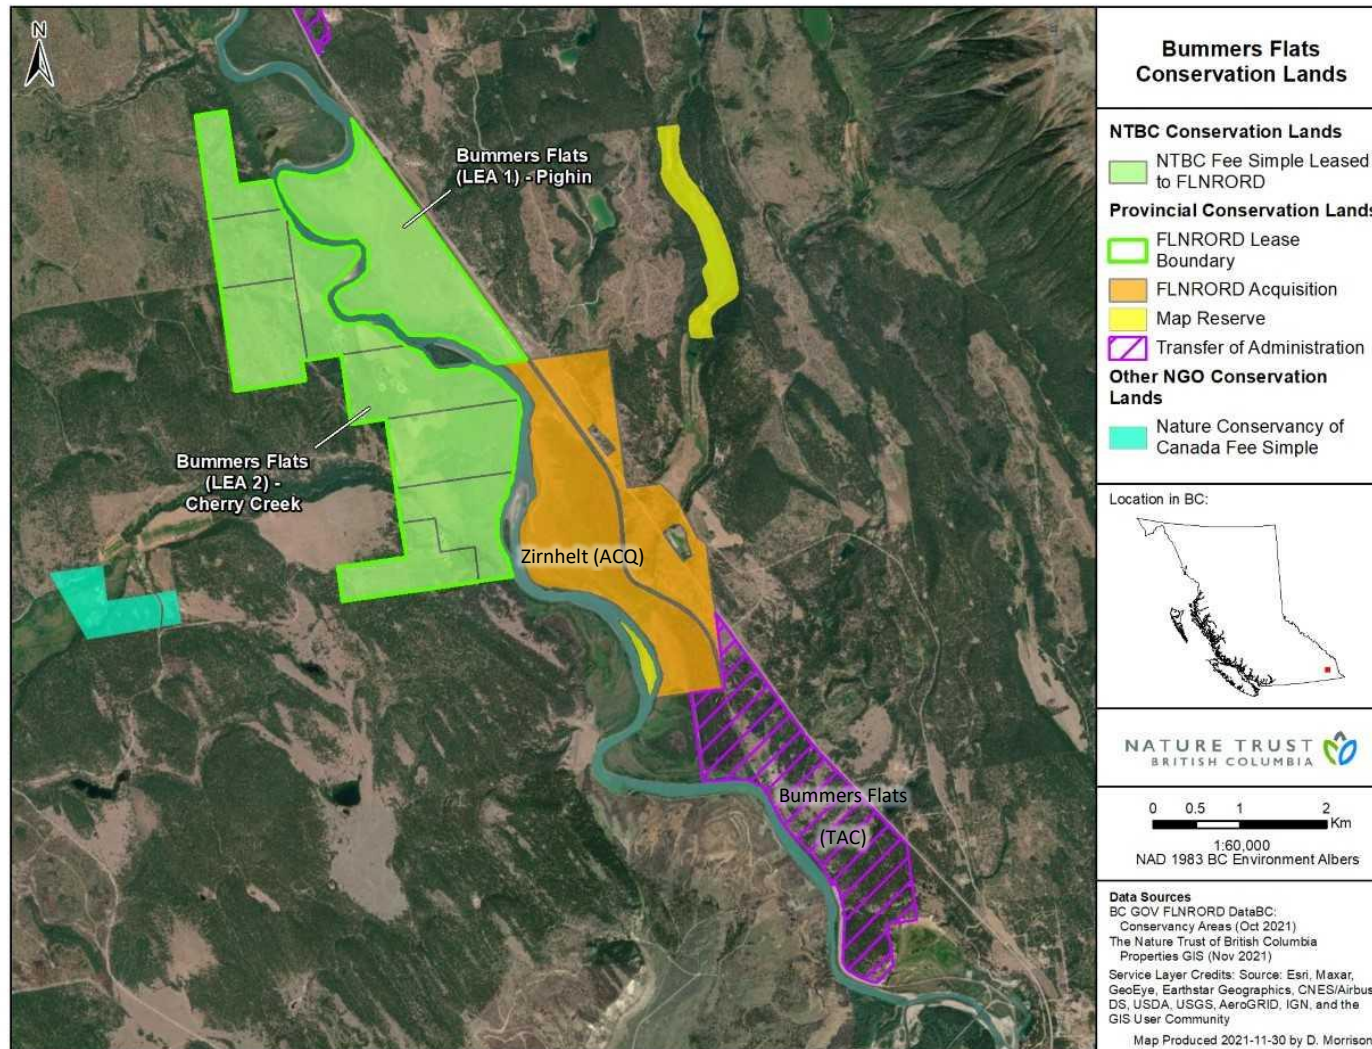 N
Bummers Flats
(LEA 1) - Pighin
Bummers Flats
(LEA 2) -
Cherry Creek
Zirnhelt (ACQ)
Bummers Flats
(TAC)
Bummers Flats
Conservation Lands
NTBC Conservation Lands
NTBC Fee Simple Leased
to FLNRORD
Provincial Conservation Lands
FLNRORD Lease
Boundary
FLNRORD Acquisition
Map Reserve
Transfer of Administration
Other NGO Conservation
Lands
Nature Conservancy of
Canada Fee Simple
Location in BC:
NATURE TRUST
BRITISH COLUMBIA
0 0.5 1 2
Km
1:60,000
NAD 1983 BC Environment Albers
Data Sources
BC GOV FLNRORD DataBC:
Conservancy Areas (Oct 2021)
The Nature Trust of British Columbia
Properties GIS (Nov 2021)
Service Layer Credits: Source: Esri, Maxar,
GeoEye, Earthstar Geographics, CNES/Airbus
DS, USDA, USGS, AeroGRID, IGN, and the
GIS User Community
Map Produced 2021-11-30 by D. Morrison